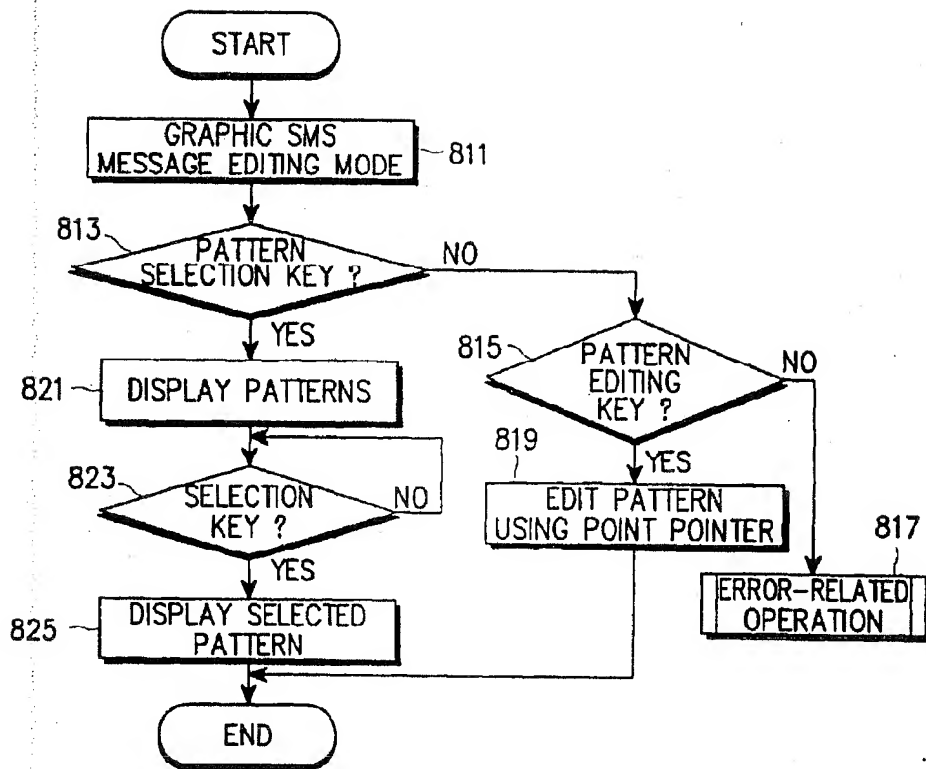 START
GRAPHIC SMS
MESSAGE EDITING MODE
811
813
PATTERN
SELECTION KEY ?
NO
YES
815
PATTERN
EDITING
KEY ?
NO
821
DISPLAY PATTERNS
819
YES
823
SELECTION
KEY ?
NO
EDIT PATTERN
USING POINT POINTER
817
YES
ERROR-RELATED
OPERATION
825
DISPLAY SELECTED
PATTERN
END